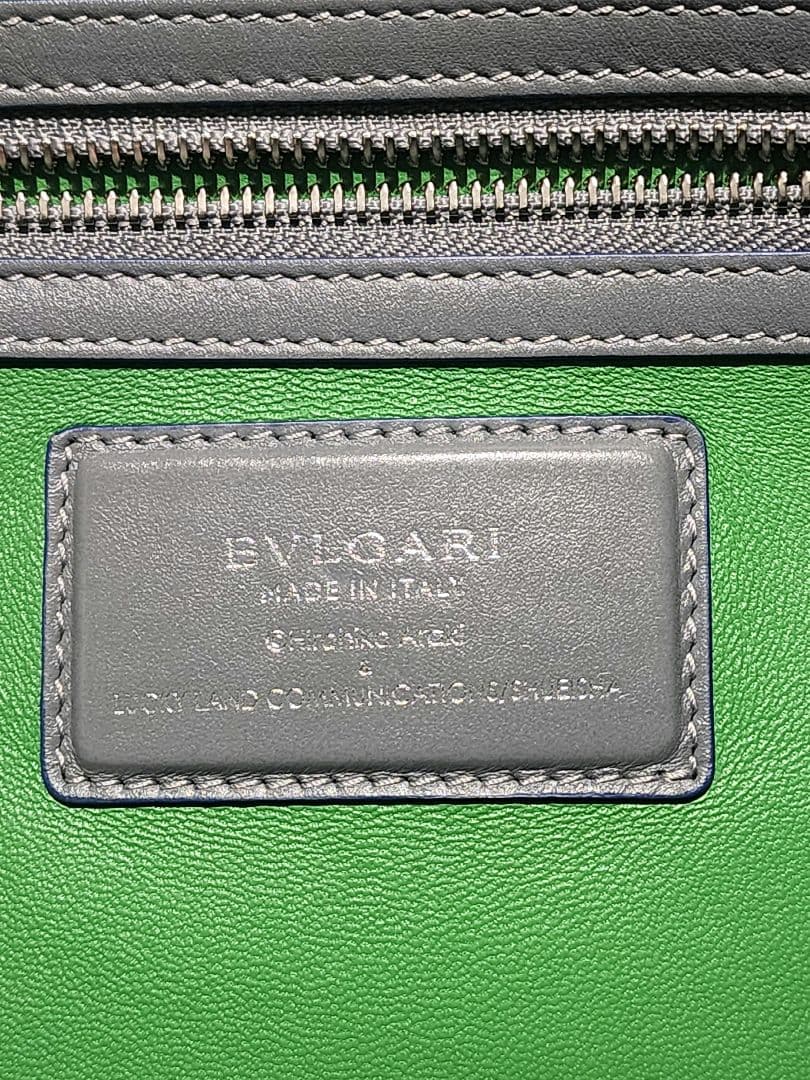 BVLGARI
MADE IN ITALY
©Hirohiko Araki
&
LUCKY LAND COMMUNICATIONS/SHUEISHA